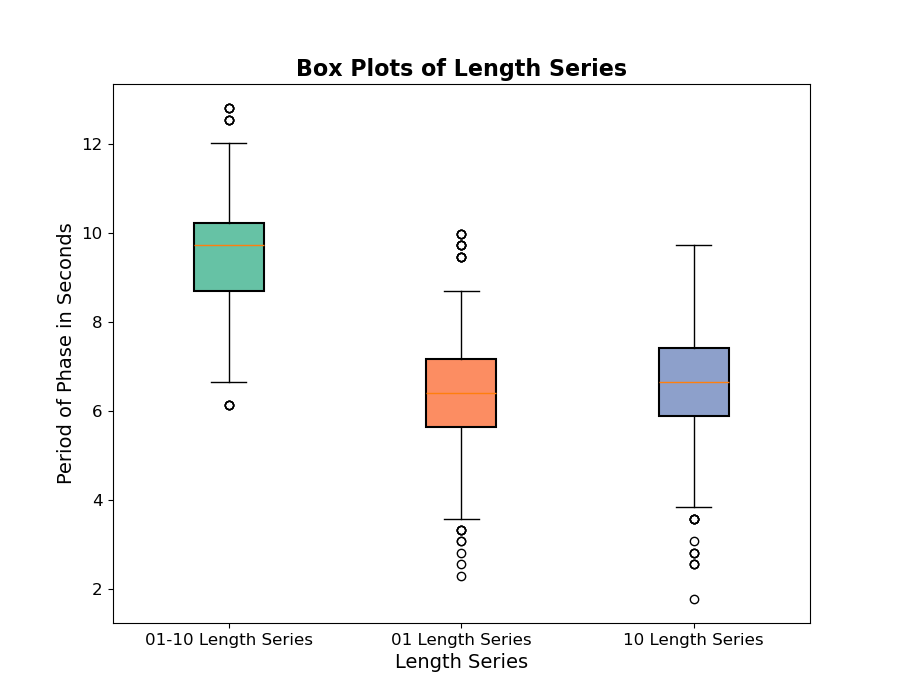 Box Plots of Length Series
12
10
8
6
4
2
Period of Phase in Seconds
01-10 Length Series
01 Length Series
10 Length Series
Length Series